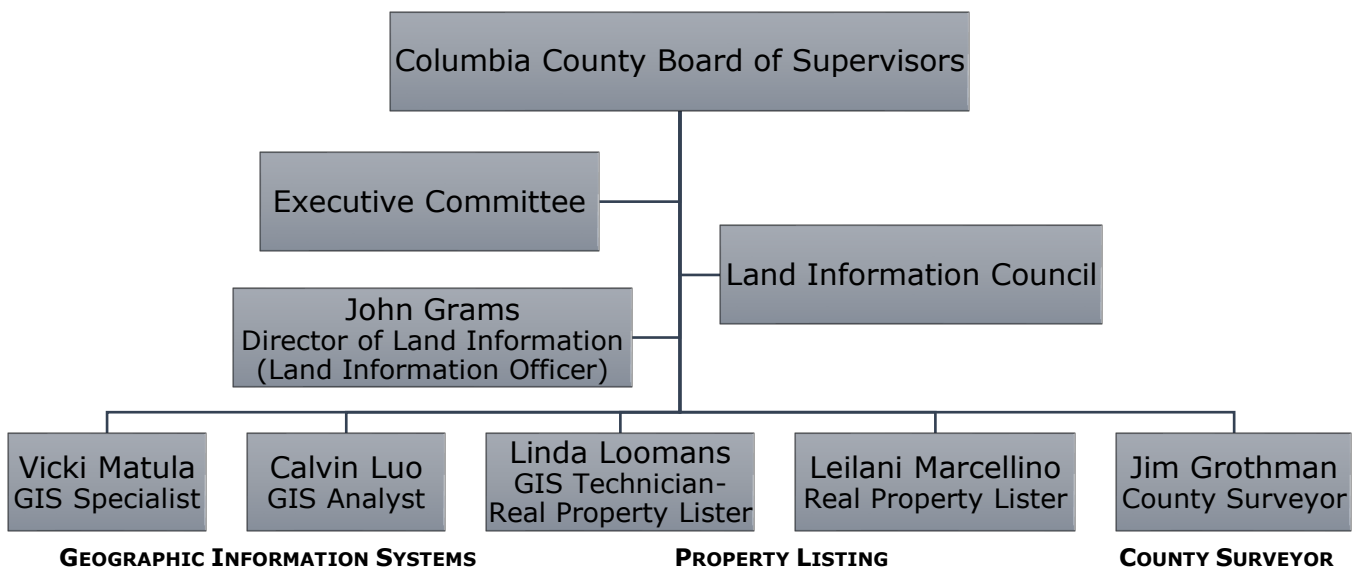 Columbia County Board of Supervisors
Executive Committee
Land Information Council
John Grams
Director of Land Information
(Land Information Officer)
Vicki Matula
GIS Specialist
Calvin Luo
GIS Analyst
Linda Loomans
GIS Technician-
Real Property Lister
Leilani Marcellino
Real Property Lister
Jim Grothman
County Surveyor
GEOGRAPHIC INFORMATION SYSTEMS
PROPERTY LISTING
COUNTY SURVEYOR